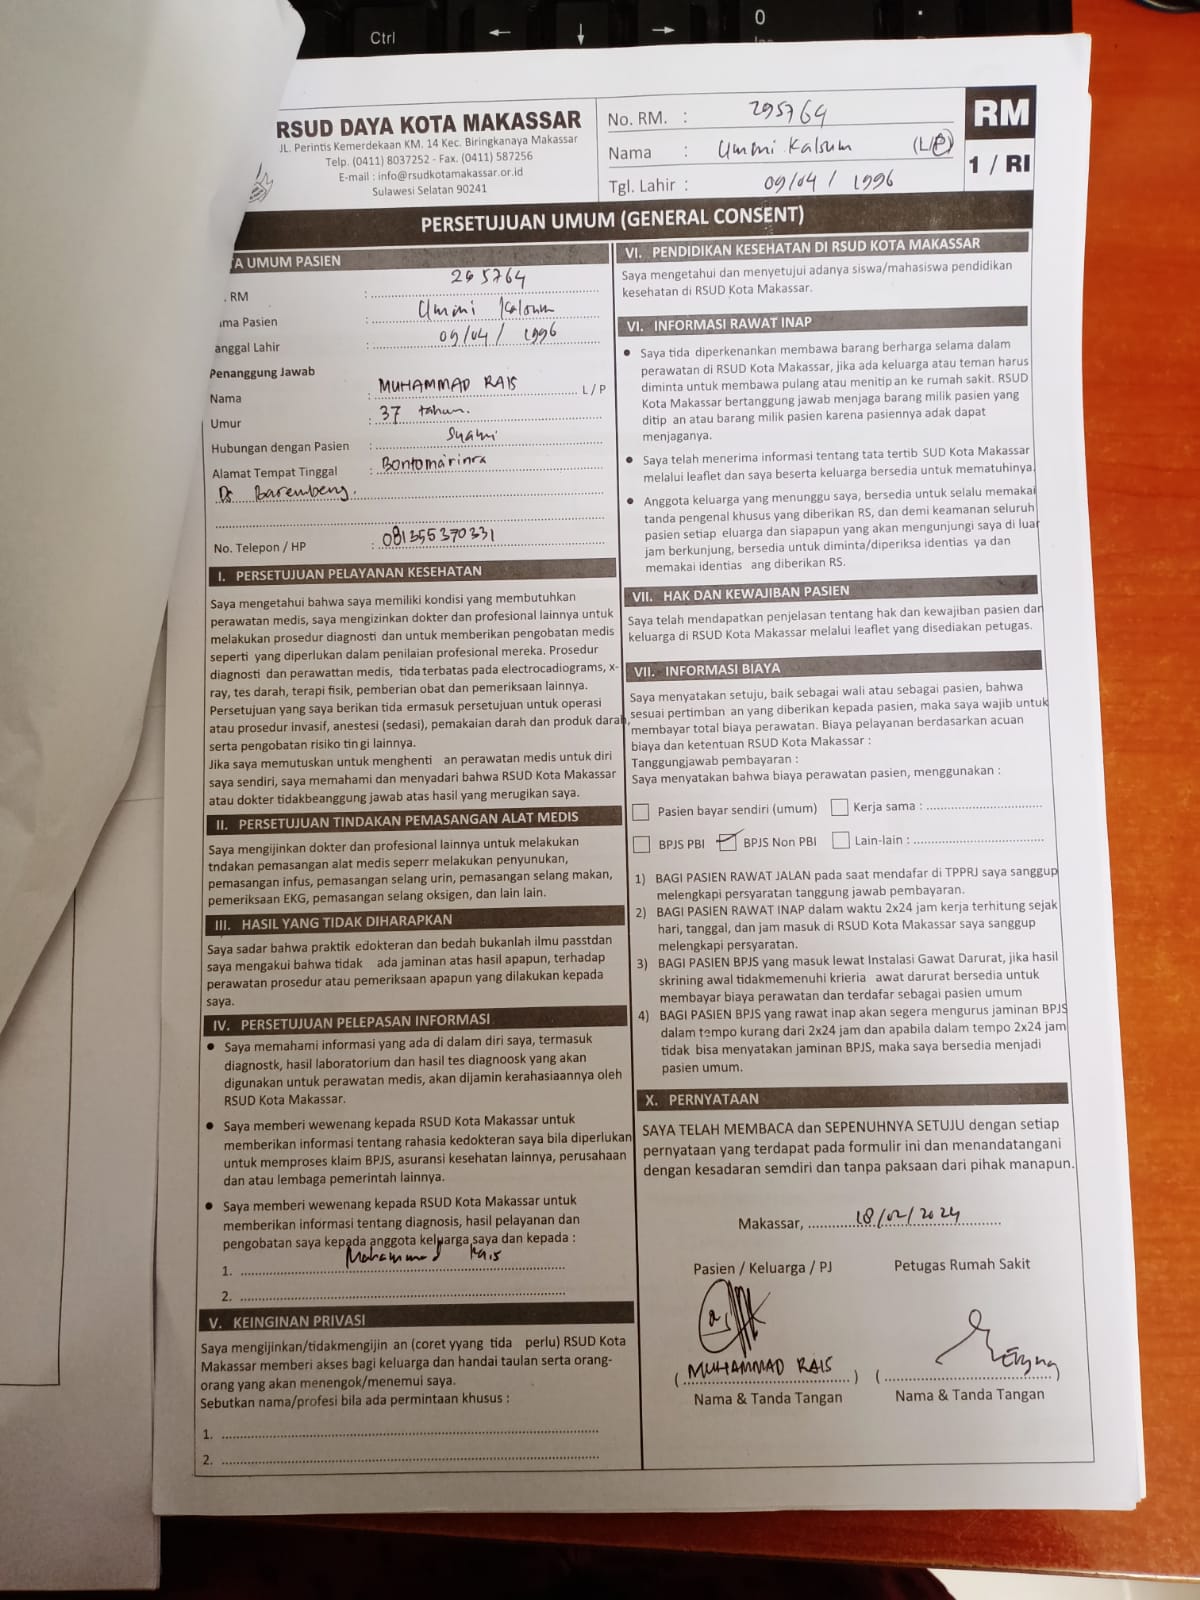 Ctrl
←
↓
→
0
RSUD DAYA KOTA MAKASSAR
JL. Perintis Kemerdekaan KM. 14 Kec. Biringkanaya Makassar
Telp. (0411) 8037252 - Fax. (0411) 587256
E-mail : info@rsudkotamakassar.or.id
Sulawesi Selatan 90241
No. RM. : 295764
Nama : Ummi Kalsum (L/P)
Tgl. Lahir : 09/04/1996
RM
1 / RI
PERSETUJUAN UMUM (GENERAL CONSENT)
TA UMUM PASIEN
. RM : 295764
ma Pasien : Ummi Kalsum
anggal Lahir : 09/04/1996
Penanggung Jawab
Nama : MUHAMMAD RAIS L / P
Umur : 37 tahun.
Hubungan dengan Pasien : Suami
Alamat Tempat Tinggal : Bontomarinra
Barembeng.
No. Telepon / HP : 081355370331
I. PERSETUJUAN PELAYANAN KESEHATAN
Saya mengetahui bahwa saya memiliki kondisi yang membutuhkan
perawatan medis, saya mengizinkan dokter dan profesional lainnya untuk
melakukan prosedur diagnosti dan untuk memberikan pengobatan medis
seperti yang diperlukan dalam penilaian profesional mereka. Prosedur
diagnosti dan perawattan medis, tida terbatas pada electrocadiograms, x-
ray, tes darah, terapi fisik, pemberian obat dan pemeriksaan lainnya.
Persetujuan yang saya berikan tida ermasuk persetujuan untuk operasi
atau prosedur invasif, anestesi (sedasi), pemakaian darah dan produk darah,
serta pengobatan risiko tin gi lainnya.
Jika saya memutuskan untuk menghenti an perawatan medis untuk diri
saya sendiri, saya memahami dan menyadari bahwa RSUD Kota Makassar
atau dokter tidakbeanggung jawab atas hasil yang merugikan saya.
II. PERSETUJUAN TINDAKAN PEMASANGAN ALAT MEDIS
Saya mengijinkan dokter dan profesional lainnya untuk melakukan
tndakan pemasangan alat medis seperr melakukan penyunukan,
pemasangan infus, pemasangan selang urin, pemasangan selang makan,
pemeriksaan EKG, pemasangan selang oksigen, dan lain lain.
III. HASIL YANG TIDAK DIHARAPKAN
Saya sadar bahwa praktik edokteran dan bedah bukanlah ilmu passtdan
saya mengakui bahwa tidak ada jaminan atas hasil apapun, terhadap
perawatan prosedur atau pemeriksaan apapun yang dilakukan kepada
saya.
IV. PERSETUJUAN PELEPASAN INFORMASI
● Saya memahami informasi yang ada di dalam diri saya, termasuk
diagnostk, hasil laboratorium dan hasil tes diagnoosk yang akan
digunakan untuk perawatan medis, akan dijamin kerahasiaannya oleh
RSUD Kota Makassar.
● Saya memberi wewenang kepada RSUD Kota Makassar untuk
memberikan informasi tentang rahasia kedokteran saya bila diperlukan
untuk memproses klaim BPJS, asuransi kesehatan lainnya, perusahaan
dan atau lembaga pemerintah lainnya.
● Saya memberi wewenang kepada RSUD Kota Makassar untuk
memberikan informasi tentang diagnosis, hasil pelayanan dan
pengobatan saya kepada anggota keluarga saya dan kepada :
1. Muhammad Rais
2.
V. KEINGINAN PRIVASI
Saya mengijinkan/tidakmengijin an (coret yyang tida perlu) RSUD Kota
Makassar memberi akses bagi keluarga dan handai taulan serta orang-
orang yang akan menengok/menemui saya.
Sebutkan nama/profesi bila ada permintaan khusus :
1.
2.
VI. PENDIDIKAN KESEHATAN DI RSUD KOTA MAKASSAR
Saya mengetahui dan menyetujui adanya siswa/mahasiswa pendidikan
kesehatan di RSUD Kota Makassar.
VI. INFORMASI RAWAT INAP
● Saya tida diperkenankan membawa barang berharga selama dalam
perawatan di RSUD Kota Makassar, jika ada keluarga atau teman harus
diminta untuk membawa pulang atau menitip an ke rumah sakit. RSUD
Kota Makassar bertanggung jawab menjaga barang milik pasien yang
ditip an atau barang milik pasien karena pasiennya adak dapat
menjaganya.
● Saya telah menerima informasi tentang tata tertib SUD Kota Makassar
melalui leaflet dan saya beserta keluarga bersedia untuk mematuhinya
● Anggota keluarga yang menunggu saya, bersedia untuk selalu memakai
tanda pengenal khusus yang diberikan RS, dan demi keamanan seluruh
pasien setiap eluarga dan siapapun yang akan mengunjungi saya di luar
jam berkunjung, bersedia untuk diminta/diperiksa identias ya dan
memakai identias ang diberikan RS.
VII. HAK DAN KEWAJIBAN PASIEN
Saya telah mendapatkan penjelasan tentang hak dan kewajiban pasien dan
keluarga di RSUD Kota Makassar melalui leaflet yang disediakan petugas.
VII. INFORMASI BIAYA
Saya menyatakan setuju, baik sebagai wali atau sebagai pasien, bahwa
sesuai pertimban an yang diberikan kepada pasien, maka saya wajib untuk
membayar total biaya perawatan. Biaya pelayanan berdasarkan acuan
biaya dan ketentuan RSUD Kota Makassar :
Tanggungjawab pembayaran :
Saya menyatakan bahwa biaya perawatan pasien, menggunakan :
Pasien bayar sendiri (umum) Kerja sama :
BPJS PBI BPJS Non PBI Lain-lain :
1) BAGI PASIEN RAWAT JALAN pada saat mendafar di TPPRJ saya sanggup
melengkapi persyaratan tanggung jawab pembayaran.
2) BAGI PASIEN RAWAT INAP dalam waktu 2x24 jam kerja terhitung sejak
hari, tanggal, dan jam masuk di RSUD Kota Makassar saya sanggup
melengkapi persyaratan.
3) BAGI PASIEN BPJS yang masuk lewat Instalasi Gawat Darurat, jika hasil
skrining awal tidakmemenuhi krieria awat darurat bersedia untuk
membayar biaya perawatan dan terdafar sebagai pasien umum
4) BAGI PASIEN BPJS yang rawat inap akan segera mengurus jaminan BPJS
dalam tempo kurang dari 2x24 jam dan apabila dalam tempo 2x24 jam
tidak bisa menyatakan jaminan BPJS, maka saya bersedia menjadi
pasien umum.
X. PERNYATAAN
SAYA TELAH MEMBACA dan SEPENUHNYA SETUJU dengan setiap
pernyataan yang terdapat pada formulir ini dan menandatangani
dengan kesadaran semdiri dan tanpa paksaan dari pihak manapun.
Makassar, 18/02/2024
Pasien / Keluarga / PJ Petugas Rumah Sakit
(MUHAMMAD RAIS) ( )
Nama & Tanda Tangan Nama & Tanda Tangan